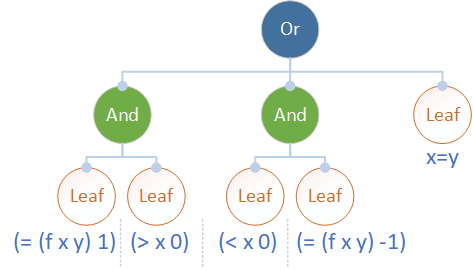 Or
And And Leaf
x=y
Leaf Leaf Leaf Leaf
(= (f x y) 1) (> x 0) (< x 0) (= (f x y) -1)